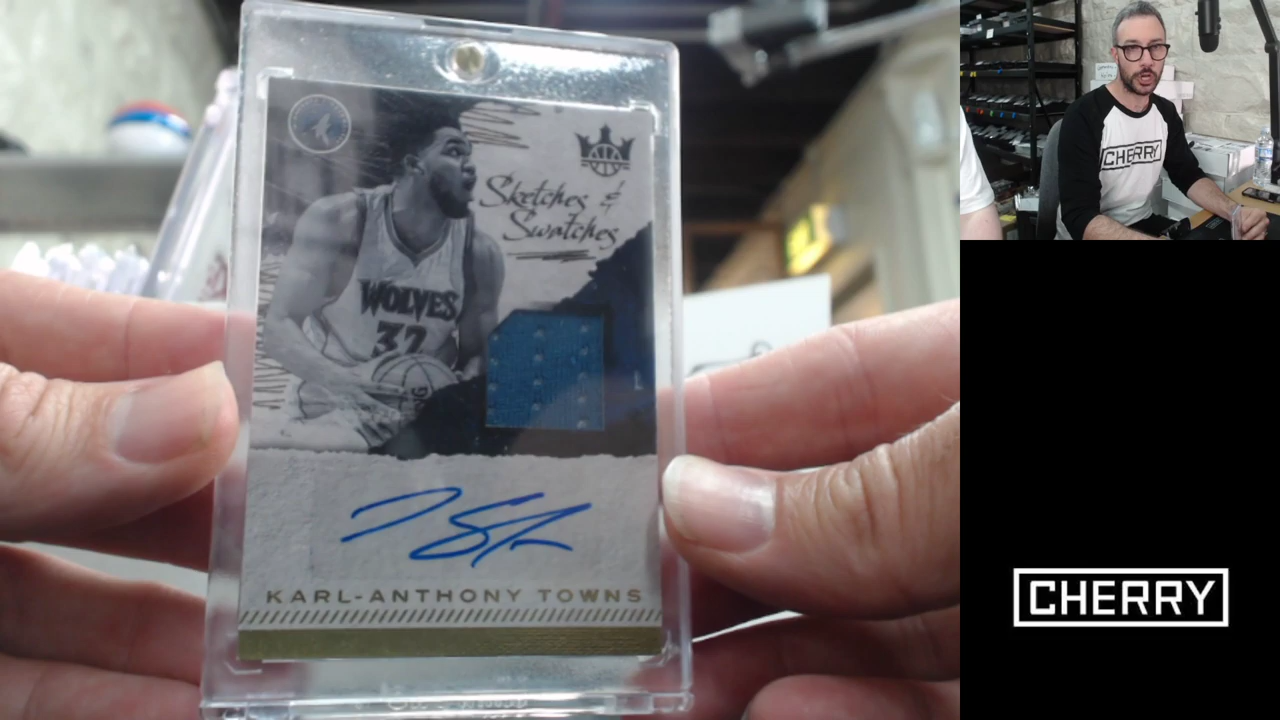 Sketches &
Swatches
WOLVES
32
KARL-ANTHONY TOWNS
CHERRY
CHERRY